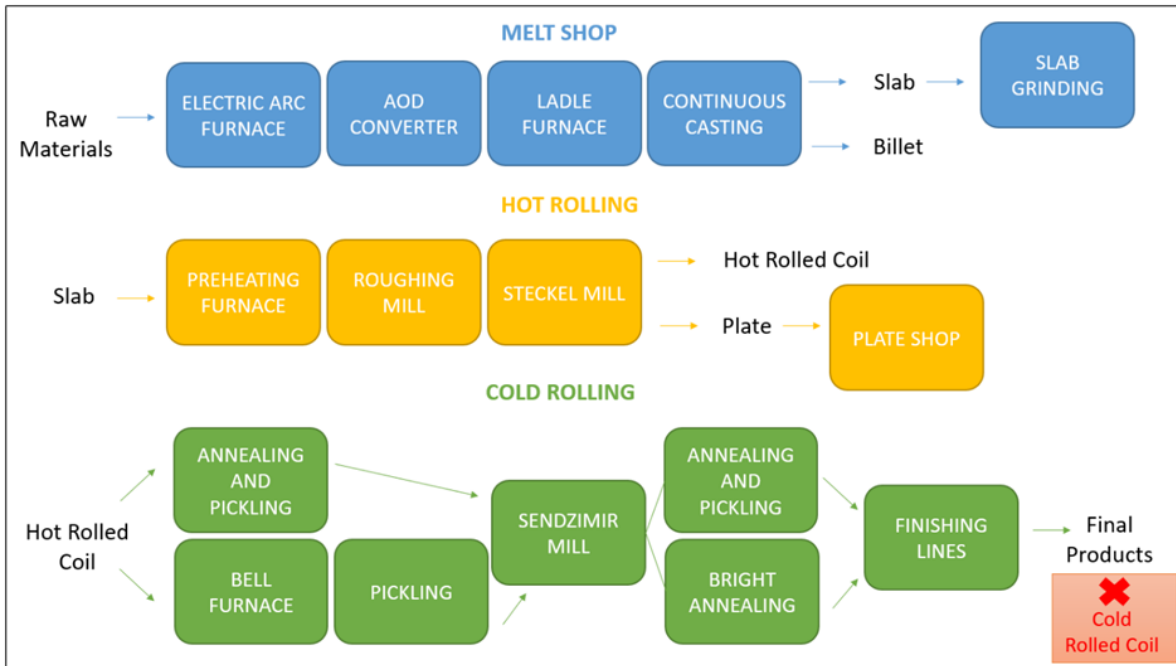 MELT SHOP
Raw
Materials
ELECTRIC ARC
FURNACE
AOD
CONVERTER
LADLE
FURNACE
CONTINUOUS
CASTING
Slab
Billet
SLAB
GRINDING
HOT ROLLING
Slab
PREHEATING
FURNACE
ROUGHING
MILL
STECKEL MILL
Hot Rolled Coil
Plate
PLATE SHOP
COLD ROLLING
Hot Rolled
Coil
ANNEALING
AND
PICKLING
BELL
FURNACE
PICKLING
SENDZIMIR
MILL
ANNEALING
AND
PICKLING
BRIGHT
ANNEALING
FINISHING
LINES
Final
Products
Cold
Rolled Coil